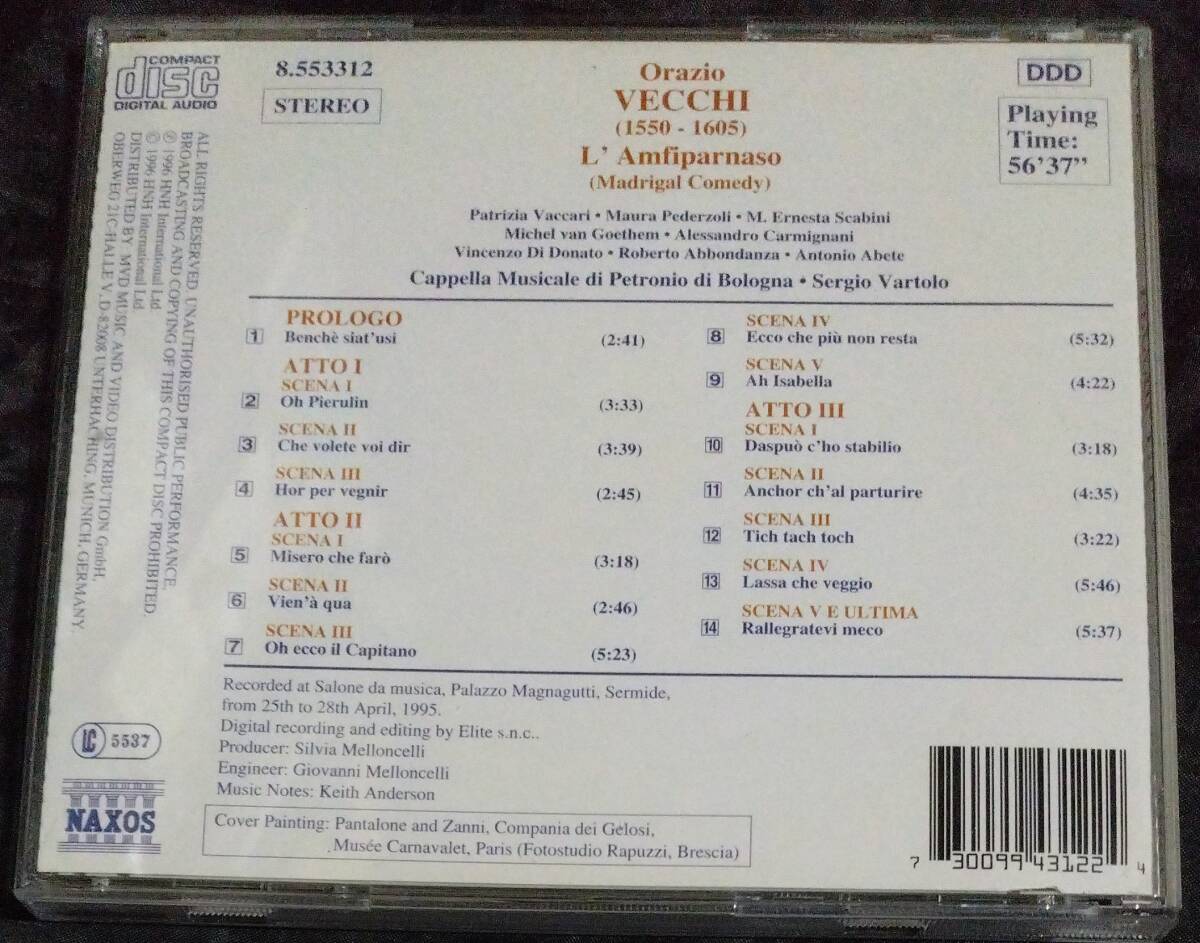 COMPACT
disc
DIGITAL AUDIO
8.553312
STEREO
Orazio
VECCHI
(1550 - 1605)
L' Amfiparnaso
(Madrigal Comedy)
DDD
Playing
Time:
56'37"
Patrizia Vaccari • Maura Pederzoli • M. Ernesta Scabini
Michel van Goethem • Alessandro Carmignani
Vincenzo Di Donato • Roberto Abbondanza • Antonio Abete
Cappella Musicale di Petronio di Bologna • Sergio Vartolo
PROLOGO
1 Benchè siat'usi (2:41)
ATTO I
SCENA I
2 Oh Pierulin (3:33)
SCENA II
3 Che volete voi dir (3:39)
SCENA III
4 Hor per vegnir (2:45)
ATTO II
SCENA I
5 Misero che farò (3:18)
SCENA II
6 Vien'à qua (2:46)
SCENA III
7 Oh ecco il Capitano (5:23)
SCENA IV
8 Ecco che più non resta (5:32)
SCENA V
9 Ah Isabella (4:22)
ATTO III
SCENA I
10 Daspuò c'ho stabilio (3:18)
SCENA II
11 Anchor ch'al parturire (4:35)
SCENA III
12 Tich tach toch (3:22)
SCENA IV
13 Lassa che veggio (5:46)
SCENA V E ULTIMA
14 Rallegratevi meco (5:37)
Recorded at Salone da musica, Palazzo Magnagutti, Sermide,
from 25th to 28th April, 1995.
Digital recording and editing by Elite s.n.c..
Producer: Silvia Melloncelli
Engineer: Giovanni Melloncelli
Music Notes: Keith Anderson
Cover Painting: Pantalone and Zanni, Compania dei Gelosi,
Musée Carnavalet, Paris (Fotostudio Rapuzzi, Brescia)
ALL RIGHTS RESERVED. UNAUTHORISED PUBLIC PERFORMANCE,
BROADCASTING AND COPYING OF THIS COMPACT DISC PROHIBITED.
℗ 1996 HNH International Ltd.
© 1996 HNH International Ltd.
DISTRIBUTED BY: MVD MUSIC AND VIDEO DISTRIBUTION GmbH,
OBERWEG 21C-HALLE V, D-82008 UNTERHACHING, MUNICH, GERMANY.
LC 5537
NAXOS
7 30099 43122 4